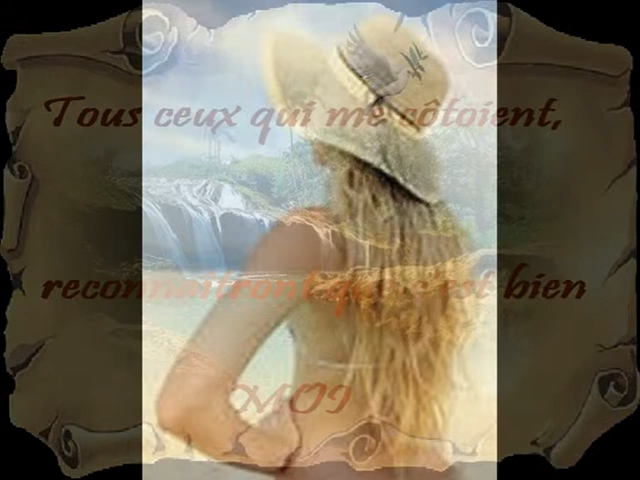 Tous ceux qui me côtoient,
reconnaitront que c'est bien
MOI